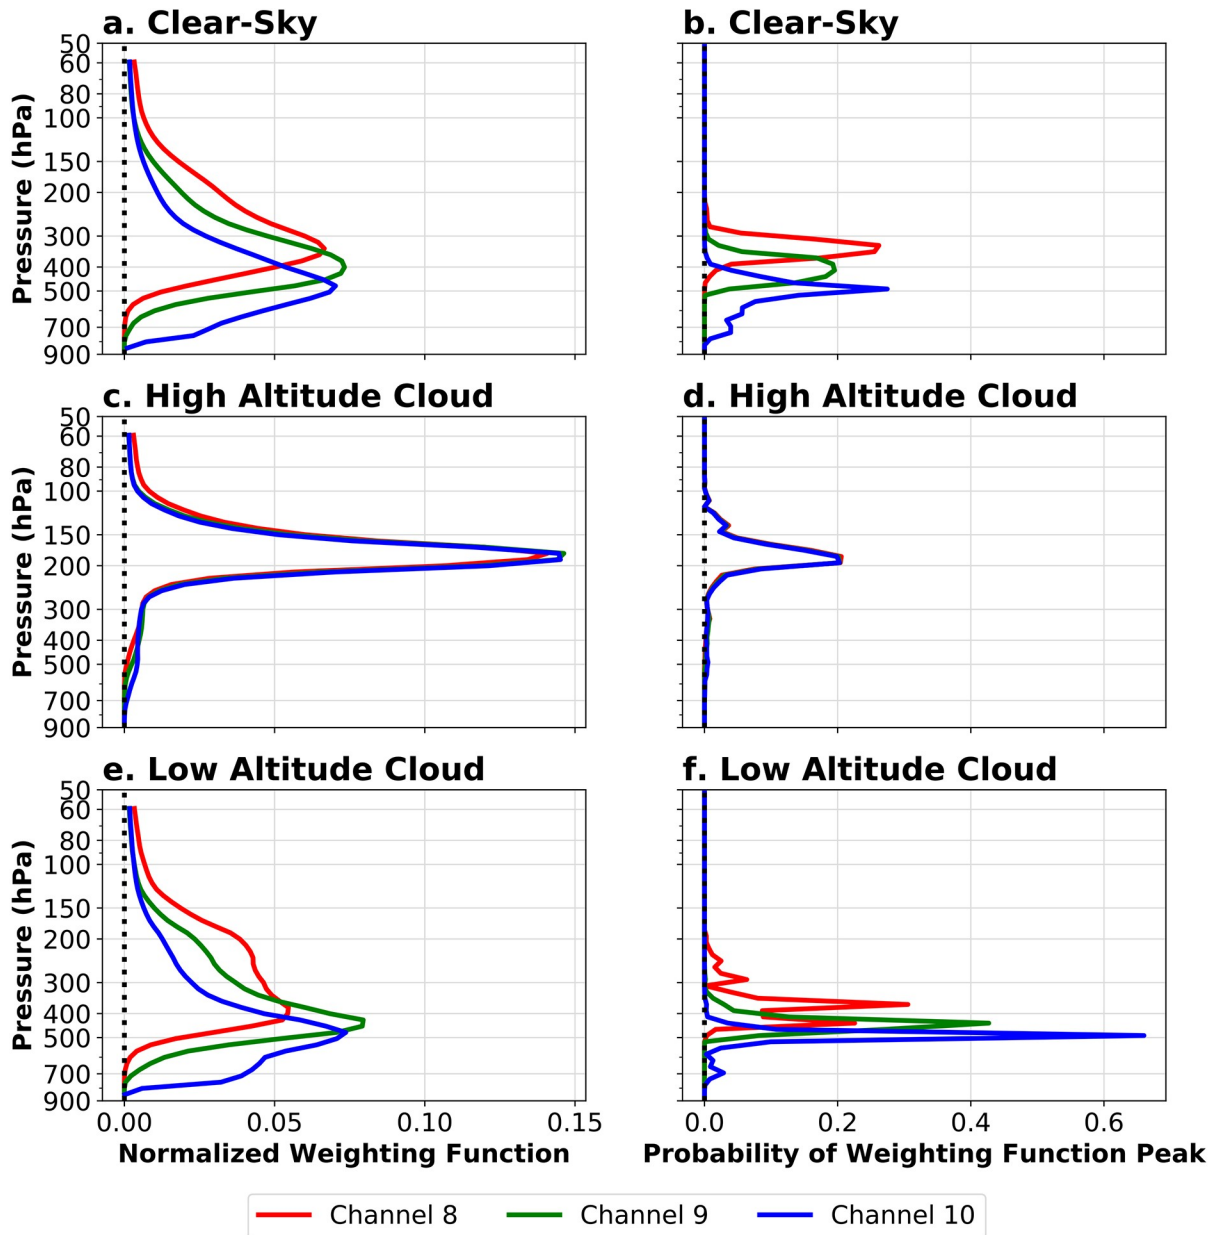 a. Clear-Sky
b. Clear-Sky
50
60
80
100
150
200
300
400
500
700
900
Pressure (hPa)
c. High Altitude Cloud
d. High Altitude Cloud
50
60
80
100
150
200
300
400
500
700
900
Pressure (hPa)
e. Low Altitude Cloud
f. Low Altitude Cloud
50
60
80
100
150
200
300
400
500
700
900
Pressure (hPa)
0.00 0.05 0.10 0.15
0.0 0.2 0.4 0.6
Normalized Weighting Function
Probability of Weighting Function Peak
Channel 8 Channel 9 Channel 10